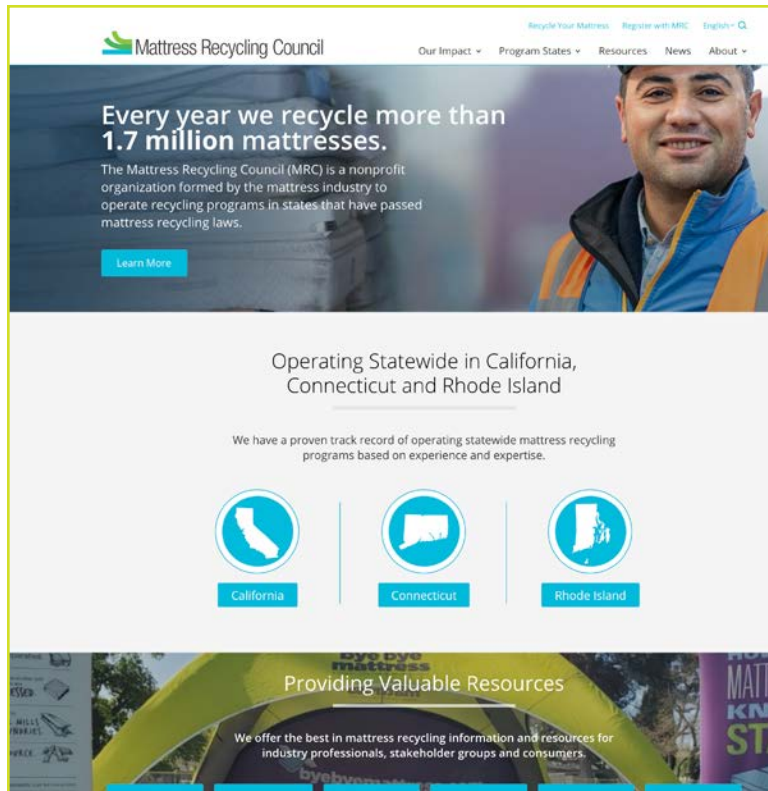 Recycle Your Mattress Register with MRC English
Mattress Recycling Council
Our Impact Program States Resources News About
Every year we recycle more than
1.7 million mattresses.
The Mattress Recycling Council (MRC) is a nonprofit
organization formed by the mattress industry to
operate recycling programs in states that have passed
mattress recycling laws.
Learn More
Operating Statewide in California,
Connecticut and Rhode Island
We have a proven track record of operating statewide mattress recycling
programs based on experience and expertise.
California Connecticut Rhode Island
bye bye
mattress
Providing Valuable Resources
We offer the best in mattress recycling information and resources for
industry professionals, stakeholder groups and consumers.